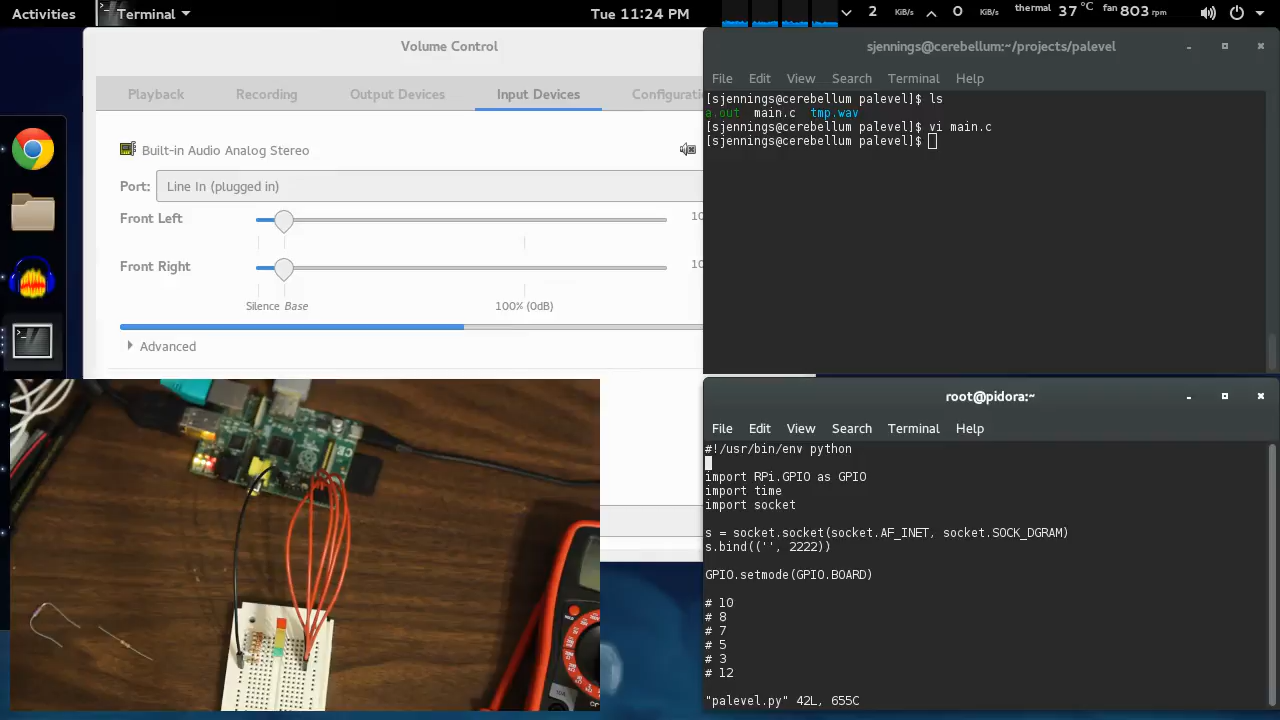 Activities
Terminal
Tue 11:24 PM
2 KiB/s 0 KiB/s thermal 37 °C fan 803 rpm
Volume Control
Playback Recording Output Devices Input Devices Configuratio
Built-in Audio Analog Stereo
Port: Line In (plugged in)
Front Left 10
Front Right 10
Silence Base 100% (0dB)
Advanced
sjennings@cerebellum:~/projects/palevel
File Edit View Search Terminal Help
[sjennings@cerebellum palevel]$ ls
a.out main.c tmp.wav
[sjennings@cerebellum palevel]$ vi main.c
[sjennings@cerebellum palevel]$
root@pidora:~
File Edit View Search Terminal Help
#!/usr/bin/env python
import RPi.GPIO as GPIO
import time
import socket
s = socket.socket(socket.AF_INET, socket.SOCK_DGRAM)
s.bind(('', 2222))
GPIO.setmode(GPIO.BOARD)
# 10
# 8
# 7
# 5
# 3
# 12
"palevel.py" 42L, 655C